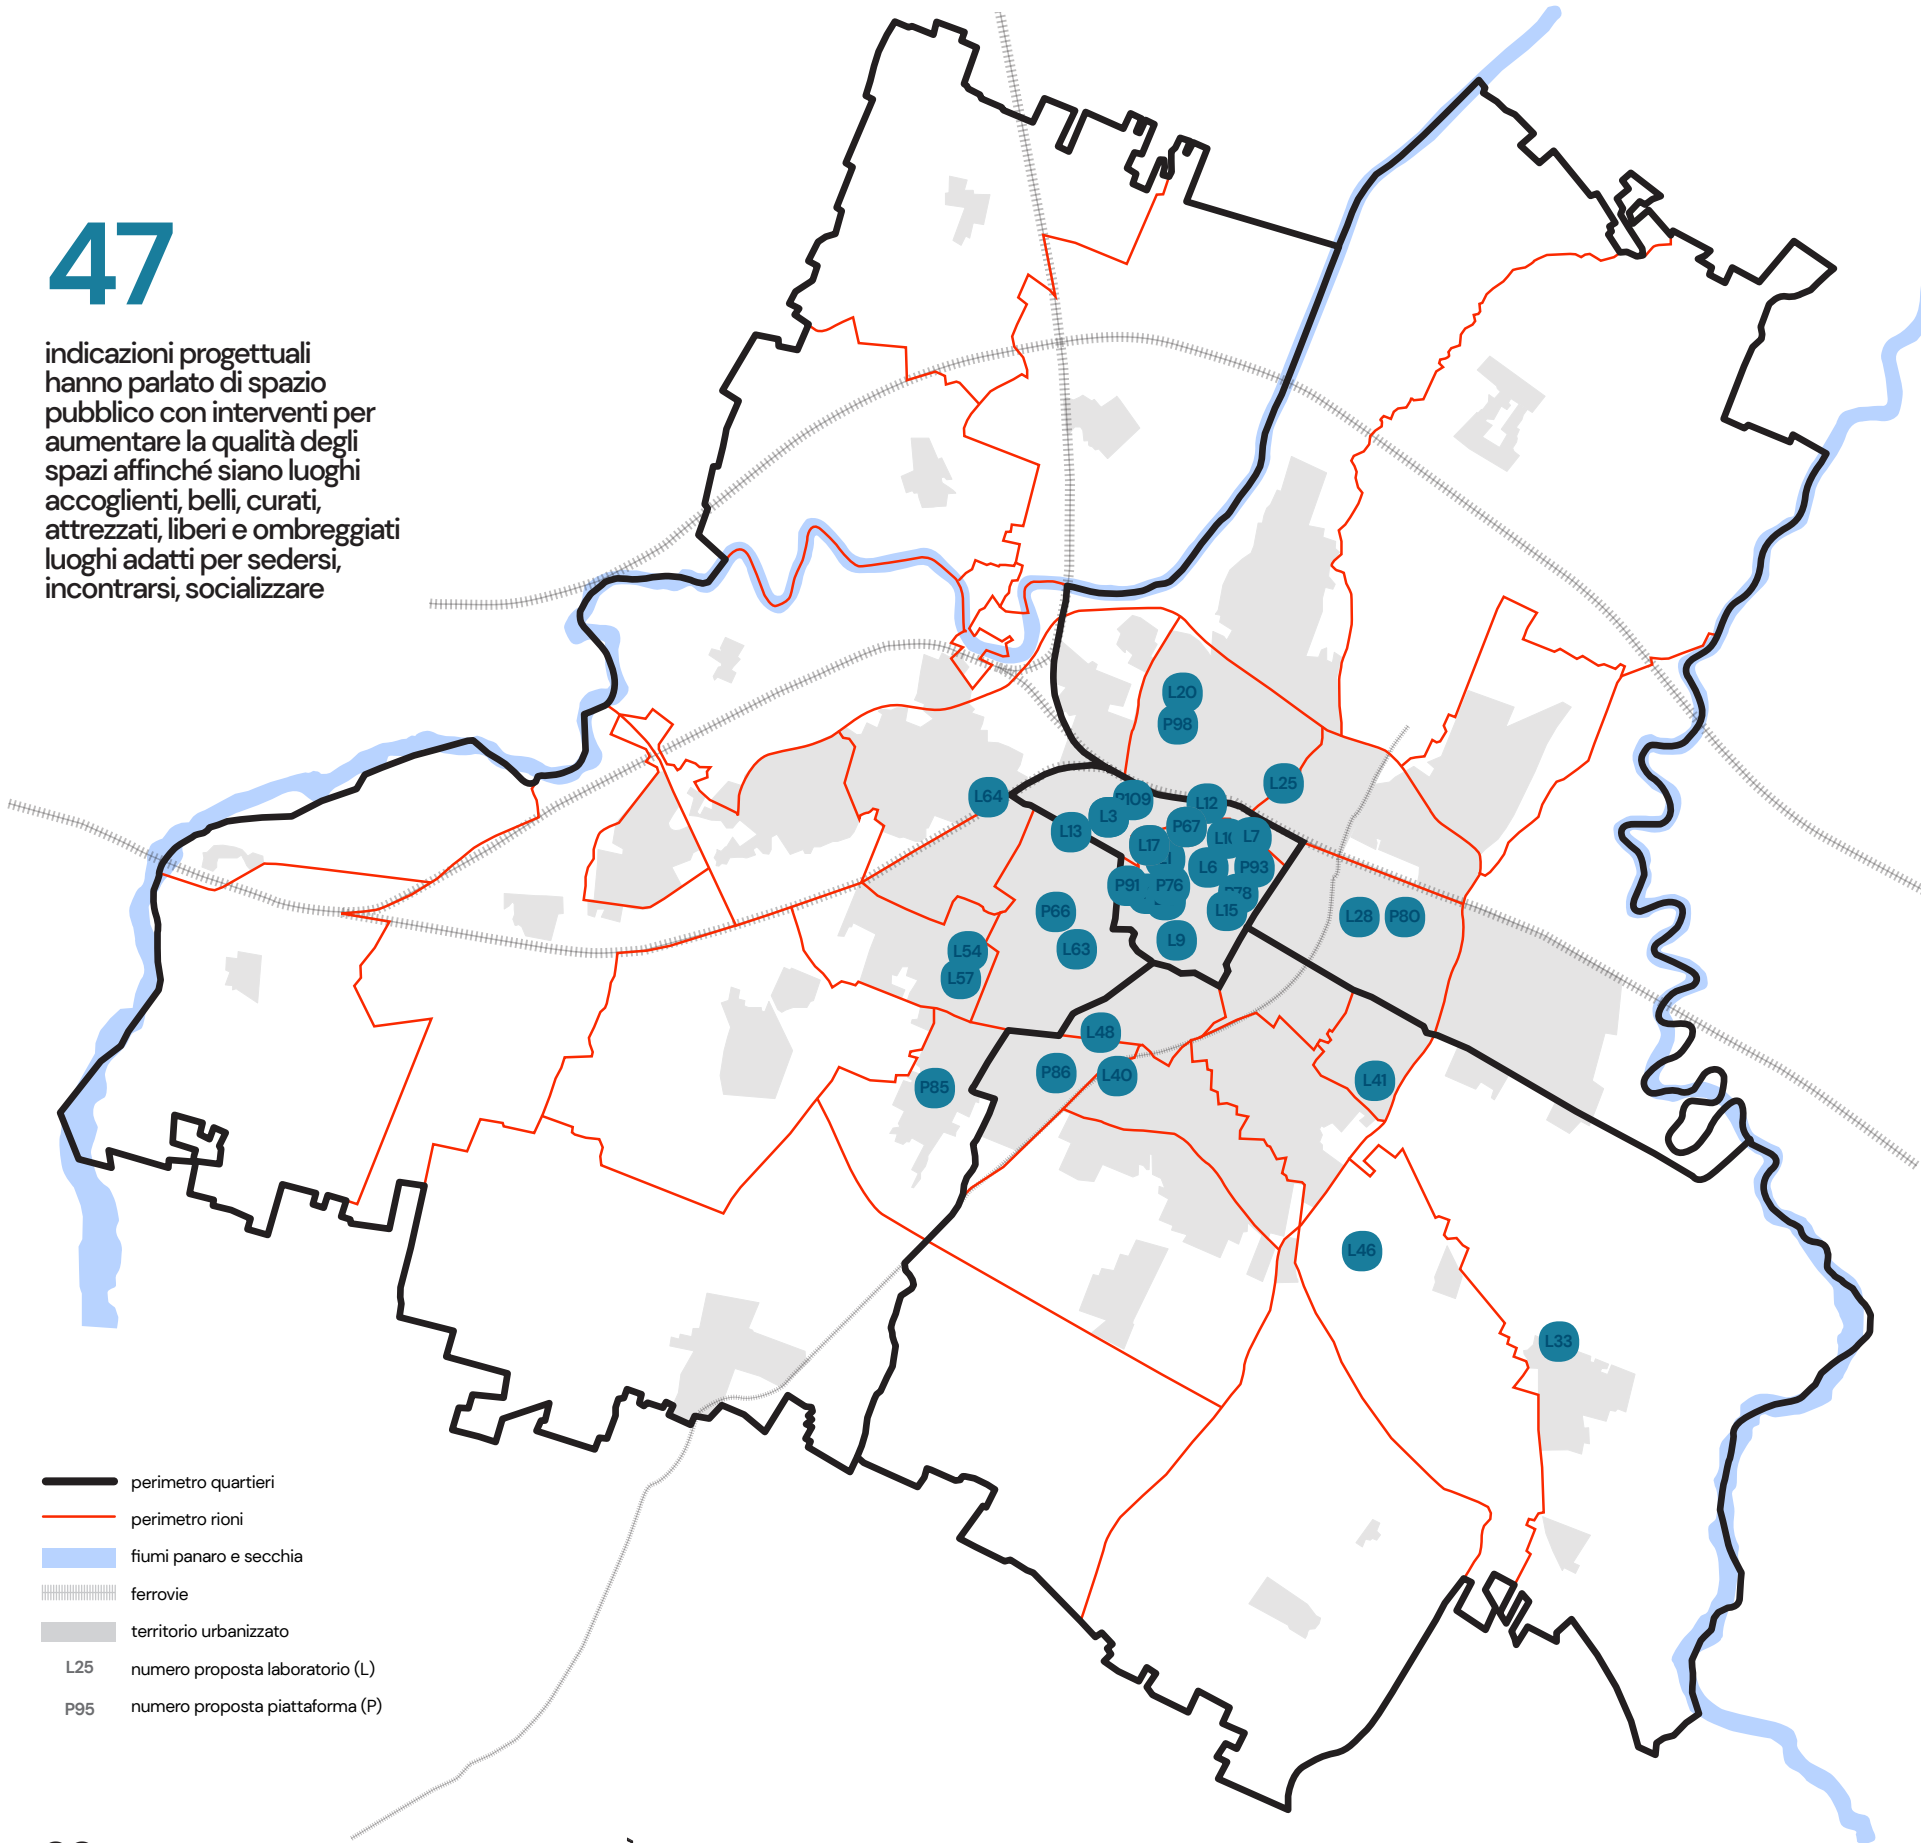 47
indicazioni progettuali
hanno parlato di spazio
pubblico con interventi per
aumentare la qualità degli
spazi affinché siano luoghi
accoglienti, belli, curati,
attrezzati, liberi e ombreggiati
luoghi adatti per sedersi,
incontrarsi, socializzare
L20
P98
L25
L64
P109
L12
L3
L13
P67
L7
L17
L6
P93
P91
P76
P78
L15
P66
L28
P80
L9
L63
L54
L57
L48
P86
L40
L41
P85
L46
L33
perimetro quartieri
perimetro rioni
fiumi panaro e secchia
ferrovie
territorio urbanizzato
L25 numero proposta laboratorio (L)
P95 numero proposta piattaforma (P)